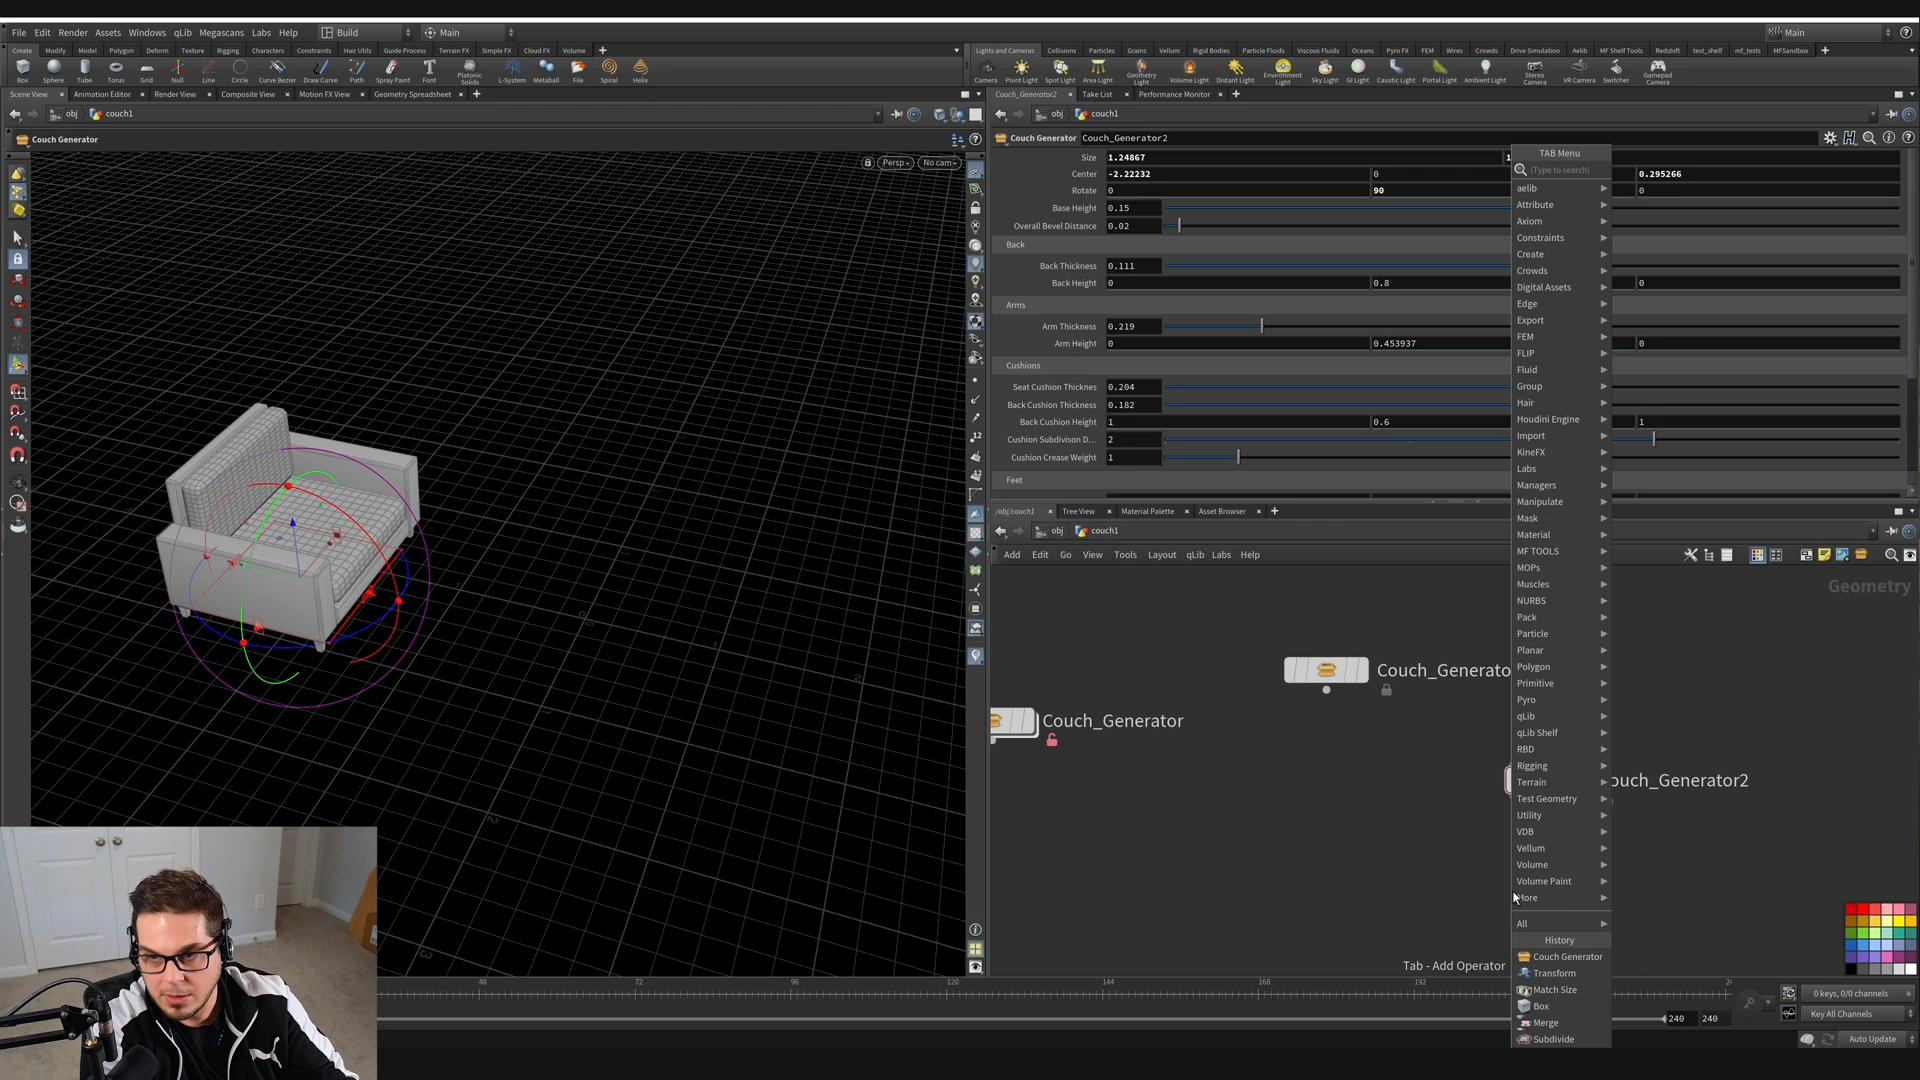 File Edit Render Assets Windows qLib Megascans Labs Help Build Main Main
Create Modify Model Polygon Deform Texture Rigging Characters Constraints Hair Utils Guide Process Terrain FX Simple FX Cloud FX Volume
Lights and Cameras Collisions Particles Grains Vellum Rigid Bodies Particle Fluids Viscous Fluids Oceans Pyro FX FEM Wires Crowds Drive Simulation Aelib MF Shelf Tools Redshift test_shelf mf_tests MFSandbox
Box Sphere Tube Torus Grid Null Line Circle Curve Bezier Draw Curve Path Spray Paint Font Platonic Solids L-System Metaball File Spiral Helix
Camera Point Light Spot Light Area Light Geometry Light Volume Light Distant Light Environment Light Sky Light GI Light Caustic Light Portal Light Ambient Light Stereo Camera VR Camera Switcher Gamepad Camera
Scene View Animation Editor Render View Composite View Motion FX View Geometry Spreadsheet
Couch_Generator2 Take List Performance Monitor
obj couch1
obj couch1
Couch Generator
Couch Generator Couch_Generator2
Persp No cam
Size 1.24867 1
Center -2.22232 0 0.295266
Rotate 0 90 0
Base Height 0.15
Overall Bevel Distance 0.02
Back
Back Thickness 0.111
Back Height 0 0.8 0
Arms
Arm Thickness 0.219
Arm Height 0 0.453937 0
Cushions
Seat Cushion Thicknes 0.204
Back Cushion Thickness 0.182
Back Cushion Height 1 0.6 1
Cushion Subdivison D... 2
Cushion Crease Weight 1
Feet
/obj/couch1 Tree View Material Palette Asset Browser
obj couch1
Add Edit Go View Tools Layout qLib Labs Help
Geometry
Couch_Generato
Couch_Generator
ouch_Generator2
Tab - Add Operator
TAB Menu
(Type to search)
aelib
Attribute
Axiom
Constraints
Create
Crowds
Digital Assets
Edge
Export
FEM
FLIP
Fluid
Group
Hair
Houdini Engine
Import
KineFX
Labs
Managers
Manipulate
Mask
Material
MF TOOLS
MOPs
Muscles
NURBS
Pack
Particle
Planar
Polygon
Primitive
Pyro
qLib
qLib Shelf
RBD
Rigging
Terrain
Test Geometry
Utility
VDB
Vellum
Volume
Volume Paint
More
All
History
Couch Generator
Transform
Match Size
Box
Merge
Subdivide
48 72 96 120 144 168 192
240 240
0 keys, 0/0 channels
Key All Channels
Auto Update